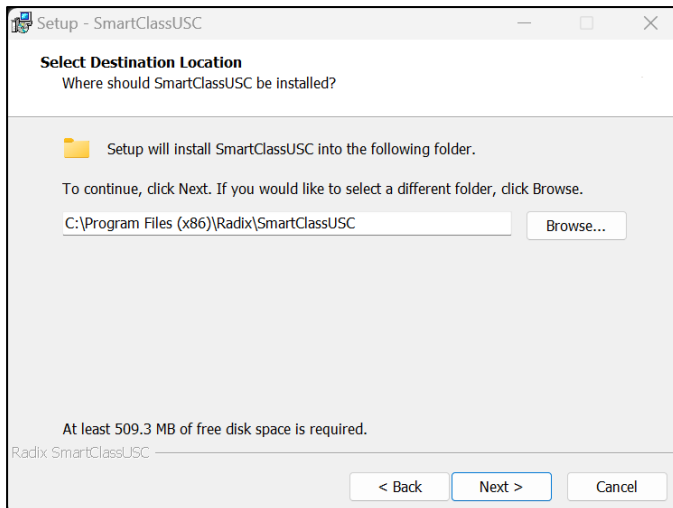 Setup - SmartClassUSC
Select Destination Location
Where should SmartClassUSC be installed?
Setup will install SmartClassUSC into the following folder.
To continue, click Next. If you would like to select a different folder, click Browse.
C:\Program Files (x86)\Radix\SmartClassUSC
Browse...
At least 509.3 MB of free disk space is required.
Radix SmartClassUSC
< Back
Next >
Cancel